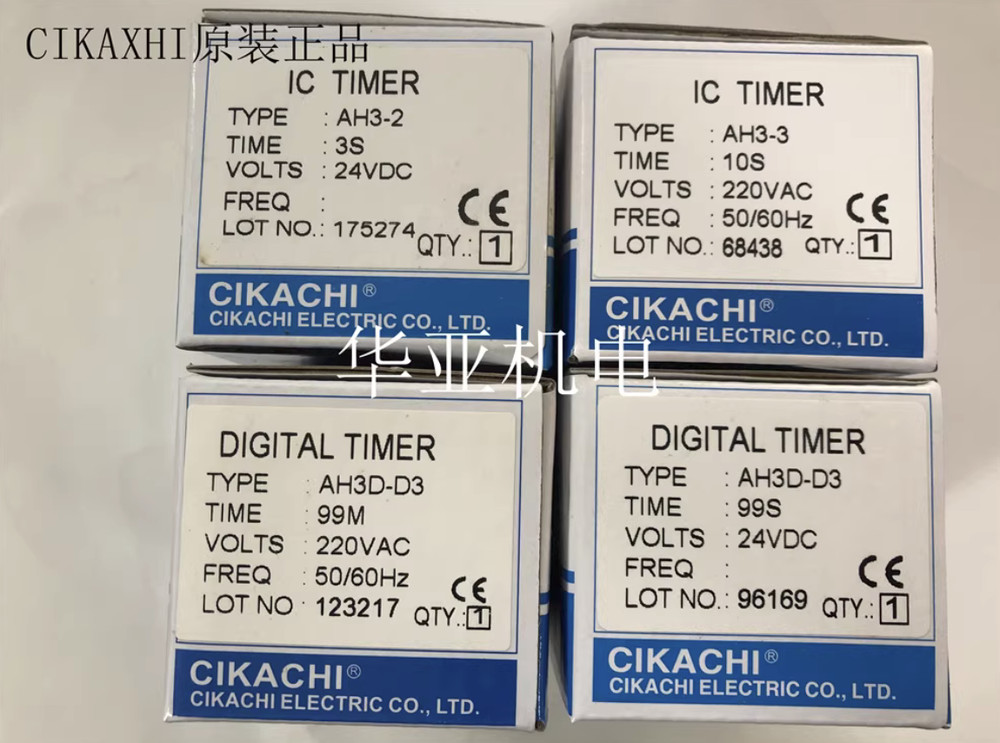 CIKAXHI原装正品
IC TIMER
TYPE : AH3-2
TIME : 3S
VOLTS : 24VDC
FREQ :
LOT NO.: 175274
CE
QTY.: 1
CIKACHI®
CIKACHI ELECTRIC CO., LTD.
IC TIMER
TYPE : AH3-3
TIME : 10S
VOLTS : 220VAC
FREQ : 50/60Hz
LOT NO.: 68438
CE
QTY.: 1
CIKACHI®
CIKACHI ELECTRIC CO., LTD.
华亚机电
DIGITAL TIMER
TYPE : AH3D-D3
TIME : 99M
VOLTS : 220VAC
FREQ : 50/60Hz
LOT NO : 123217
CE
QTY.: 1
CIKACHI®
CIKACHI ELECTRIC CO., LTD.
DIGITAL TIMER
TYPE : AH3D-D3
TIME : 99S
VOLTS : 24VDC
FREQ :
LOT NO.: 96169
CE
QTY.: 1
CIKACHI®
CIKACHI ELECTRIC CO., LTD.